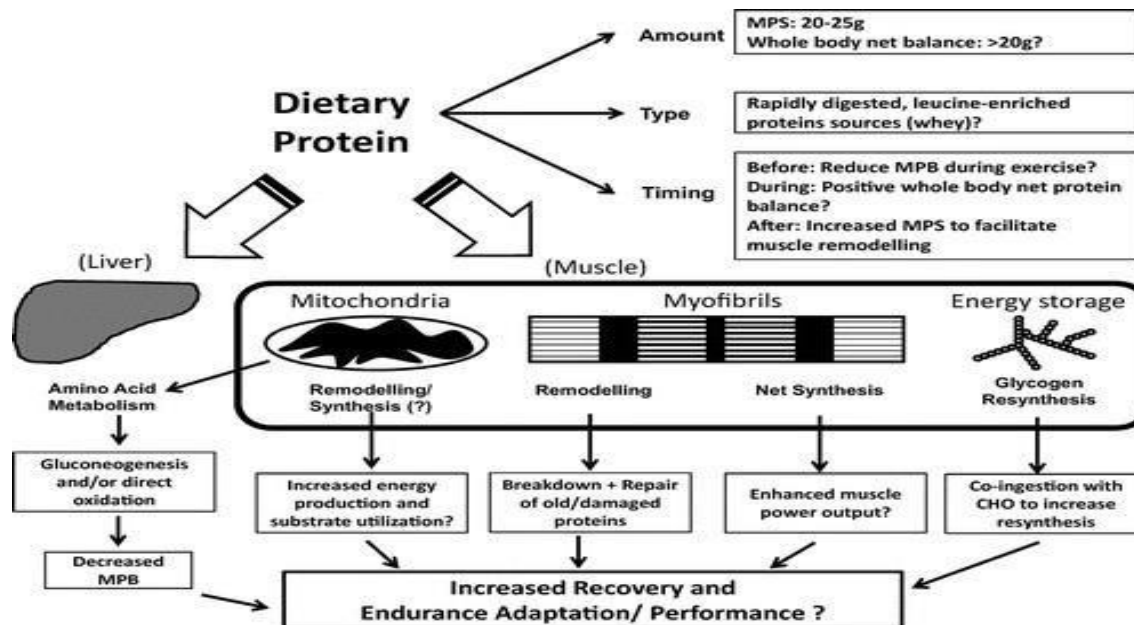 Dietary
Protein
Amount
MPS: 20-25g
Whole body net balance: >20g?
Type
Rapidly digested, leucine-enriched
proteins sources (whey)?
Timing
Before: Reduce MPB during exercise?
During: Positive whole body net protein
balance?
After: Increased MPS to facilitate
muscle remodelling
(Liver)
(Muscle)
Mitochondria
Myofibrils
Energy storage
Amino Acid
Metabolism
Remodelling/
Synthesis (?)
Remodelling
Net Synthesis
Glycogen
Resynthesis
Gluconeogenesis
and/or direct
oxidation
Increased energy
production and
substrate utilization?
Breakdown + Repair
of old/damaged
proteins
Enhanced muscle
power output?
Co-ingestion with
CHO to increase
resynthesis
Decreased
MPB
Increased Recovery and
Endurance Adaptation/ Performance ?